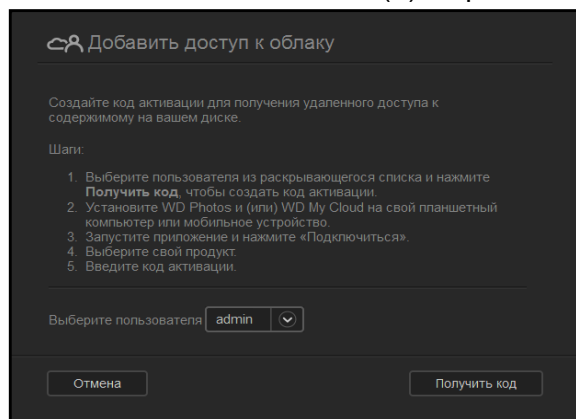 Добавить доступ к облаку
Создайте код активации для получения удаленного доступа к
содержимому на вашем диске.
Шаги:
1. Выберите пользователя из раскрывающегося списка и нажмите
Получить код, чтобы создать код активации.
2. Установите WD Photos и (или) WD My Cloud на свой планшетный
компьютер или мобильное устройство.
3. Запустите приложение и нажмите «Подключиться».
4. Выберите свой продукт.
5. Введите код активации.
Выберите пользователя admin
Отмена Получить код